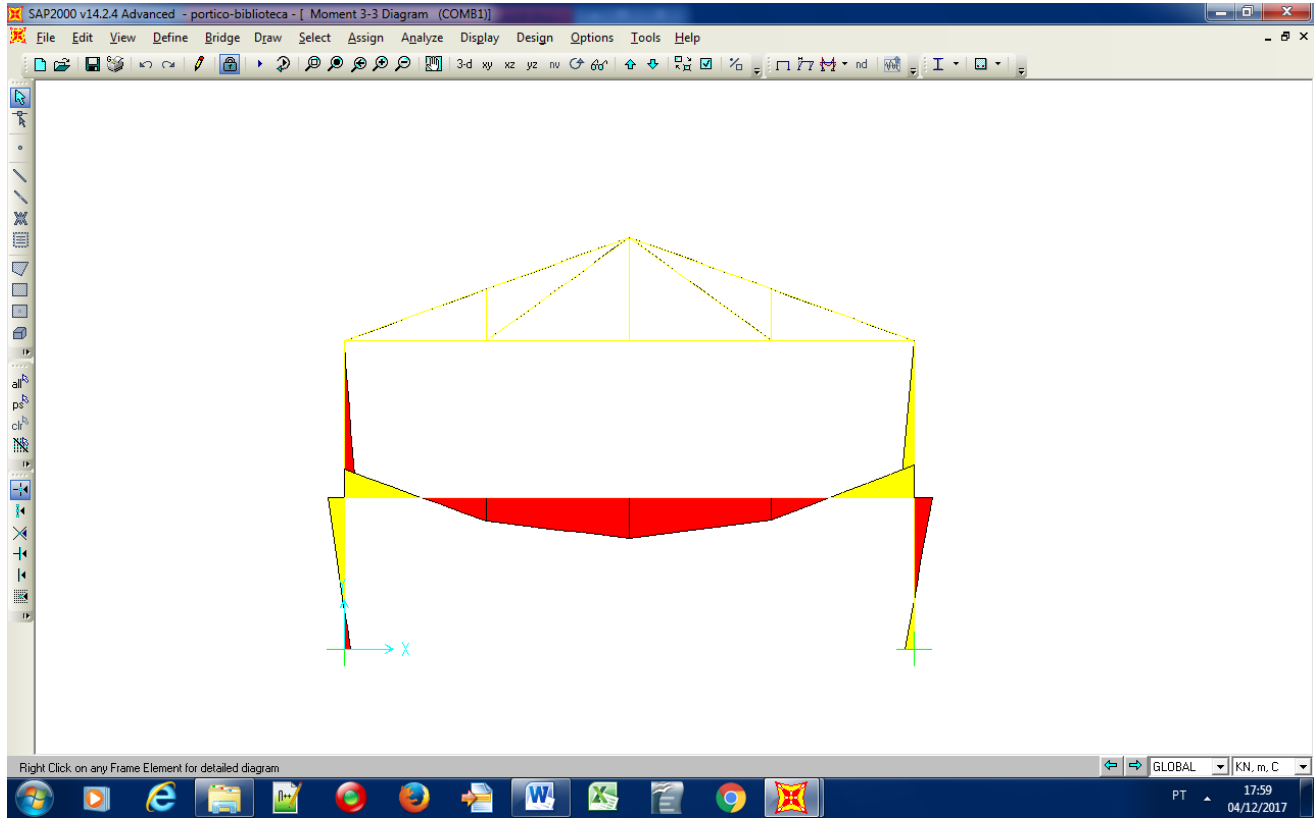 SAP2000 v14.2.4 Advanced - portico-biblioteca - [ Moment 3-3 Diagram (COMB1)]
File Edit View Define Bridge Draw Select Assign Analyze Display Design Options Tools Help
3-d xy xz yz nv nd
all
ps
clr
X
Right Click on any Frame Element for detailed diagram
GLOBAL KN, m, C
W
PT 17:59
04/12/2017